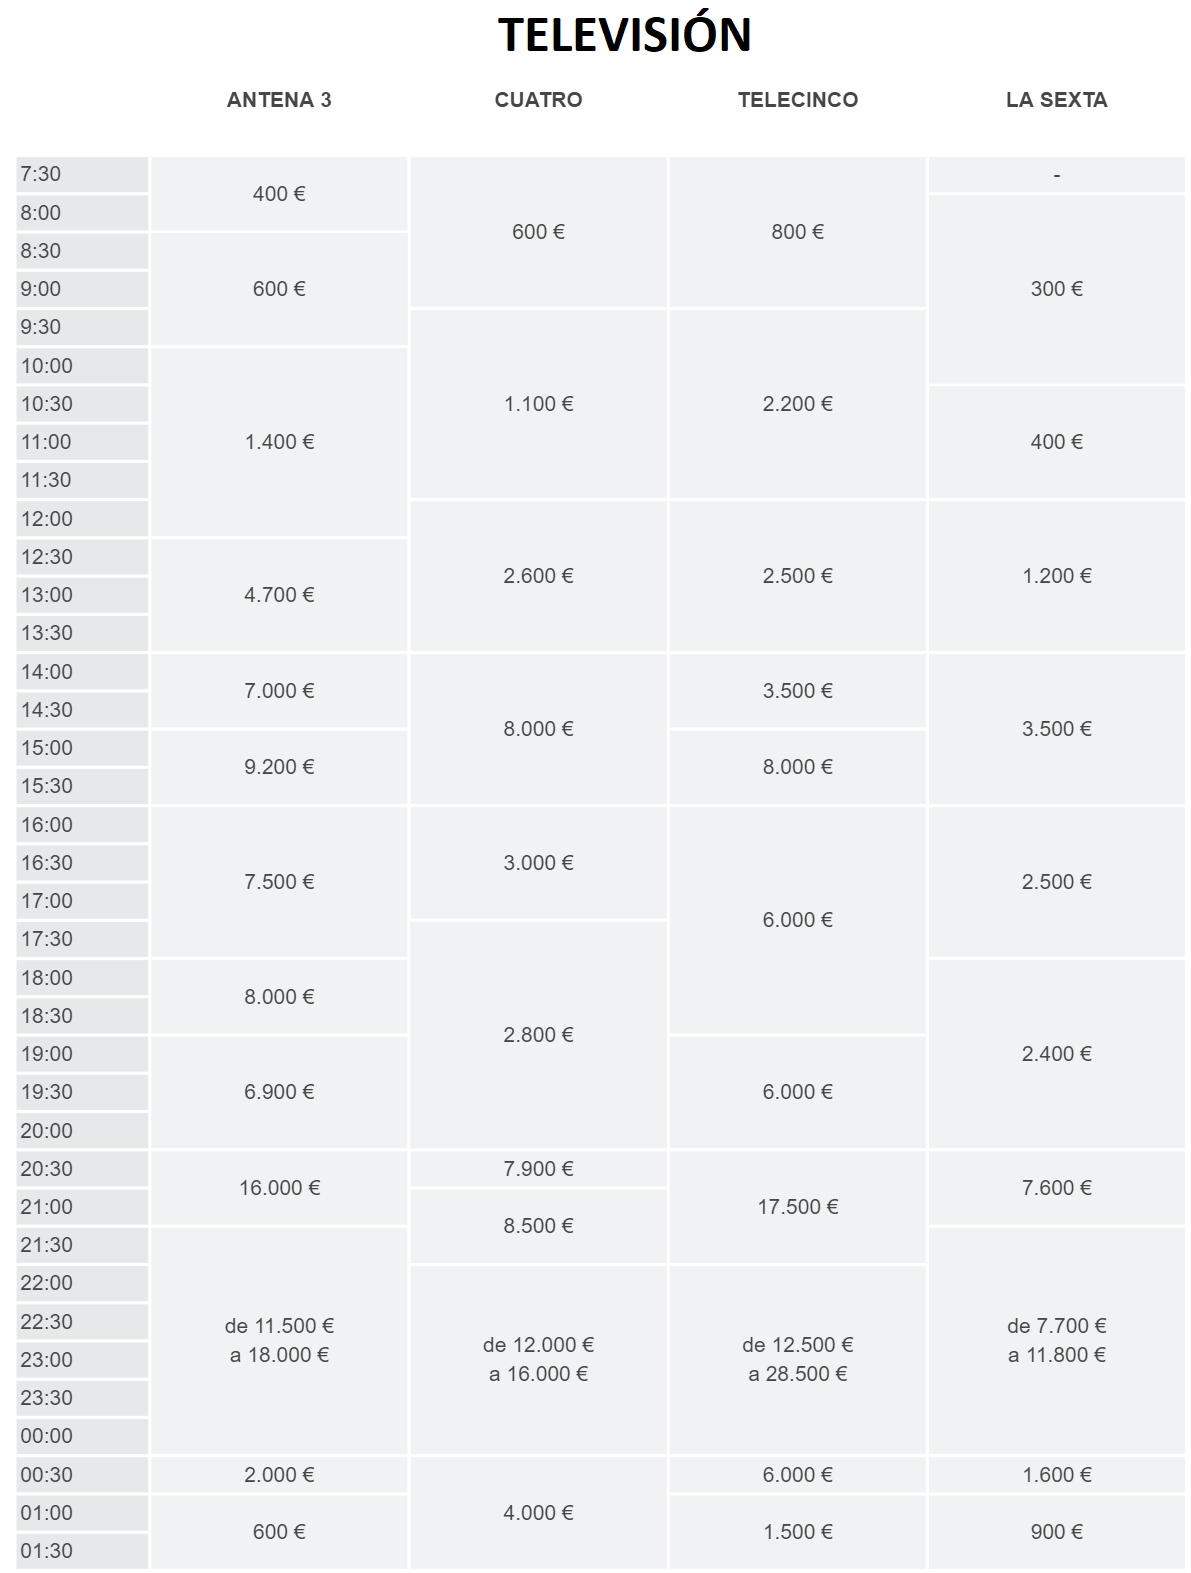 TELEVISIÓN
ANTENA 3 CUATRO TELECINCO LA SEXTA
7:30 -
400 €
8:00
600 € 800 €
8:30
9:00 600 € 300 €
9:30
10:00
10:30 1.100 € 2.200 €
11:00 1.400 € 400 €
11:30
12:00
12:30
2.600 € 2.500 € 1.200 €
13:00 4.700 €
13:30
14:00
7.000 € 3.500 €
14:30
8.000 € 3.500 €
15:00
9.200 € 8.000 €
15:30
16:00
16:30 3.000 €
7.500 € 2.500 €
17:00
6.000 €
17:30
18:00
8.000 €
18:30
2.800 €
19:00 2.400 €
19:30 6.900 € 6.000 €
20:00
20:30 7.900 €
16.000 € 7.600 €
21:00 17.500 €
8.500 €
21:30
22:00
22:30 de 11.500 € de 7.700 €
de 12.000 € de 12.500 €
23:00 a 18.000 € a 11.800 €
a 16.000 € a 28.500 €
23:30
00:00
00:30 2.000 € 6.000 € 1.600 €
01:00 4.000 €
600 € 1.500 € 900 €
01:30